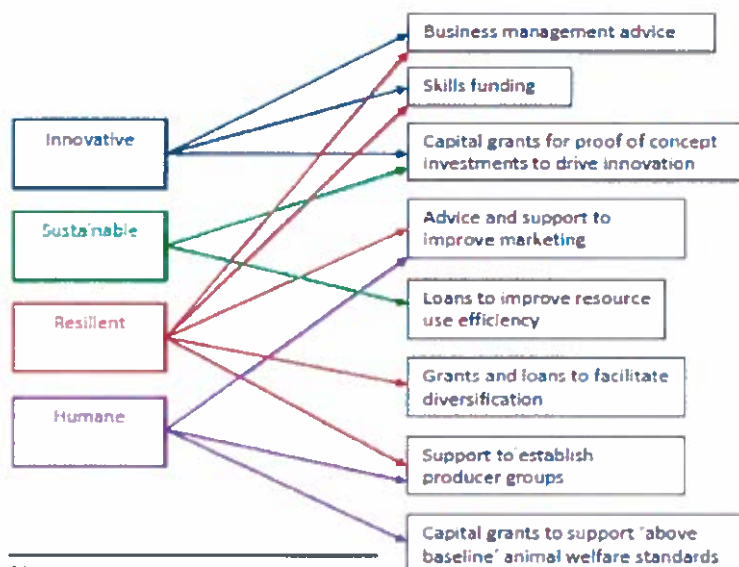 Innovative
Sustainable
Resilient
Humane
Business management advice
Skills funding
Capital grants for proof of concept
investments to drive innovation
Advice and support to
improve marketing
Loans to improve resource
use efficiency
Grants and loans to facilitate
diversification
Support to establish
producer groups
Capital grants to support 'above
baseline' animal welfare standards